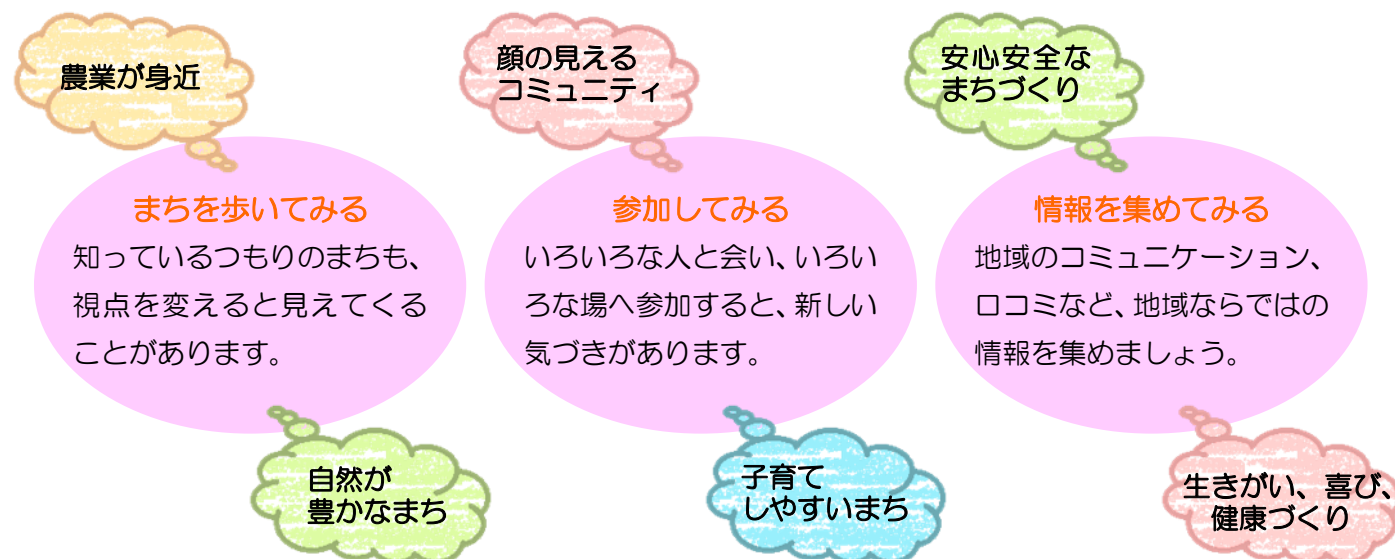 農業が身近
顔の見える
コミュニティ
安心安全な
まちづくり
まちを歩いてみる
知っているつもりのまちも、
視点を変えると見えてくる
ことがあります。
参加してみる
いろいろな人と会い、いろい
ろな場へ参加すると、新しい
気づきがあります。
情報を集めてみる
地域のコミュニケーション、
口コミなど、地域ならではの
情報を集めましょう。
自然が
豊かなまち
子育て
しやすいまち
生きがい、喜び、
健康づくり